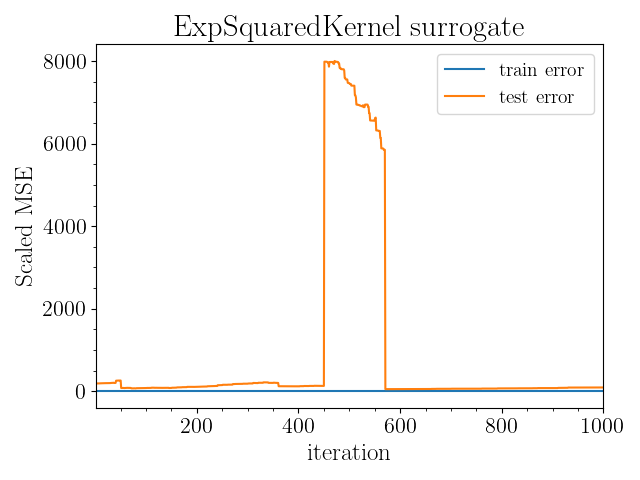 ExpSquaredKernel surrogate
train error
test error
Scaled MSE
8000
6000
4000
2000
0
200 400 600 800 1000
iteration